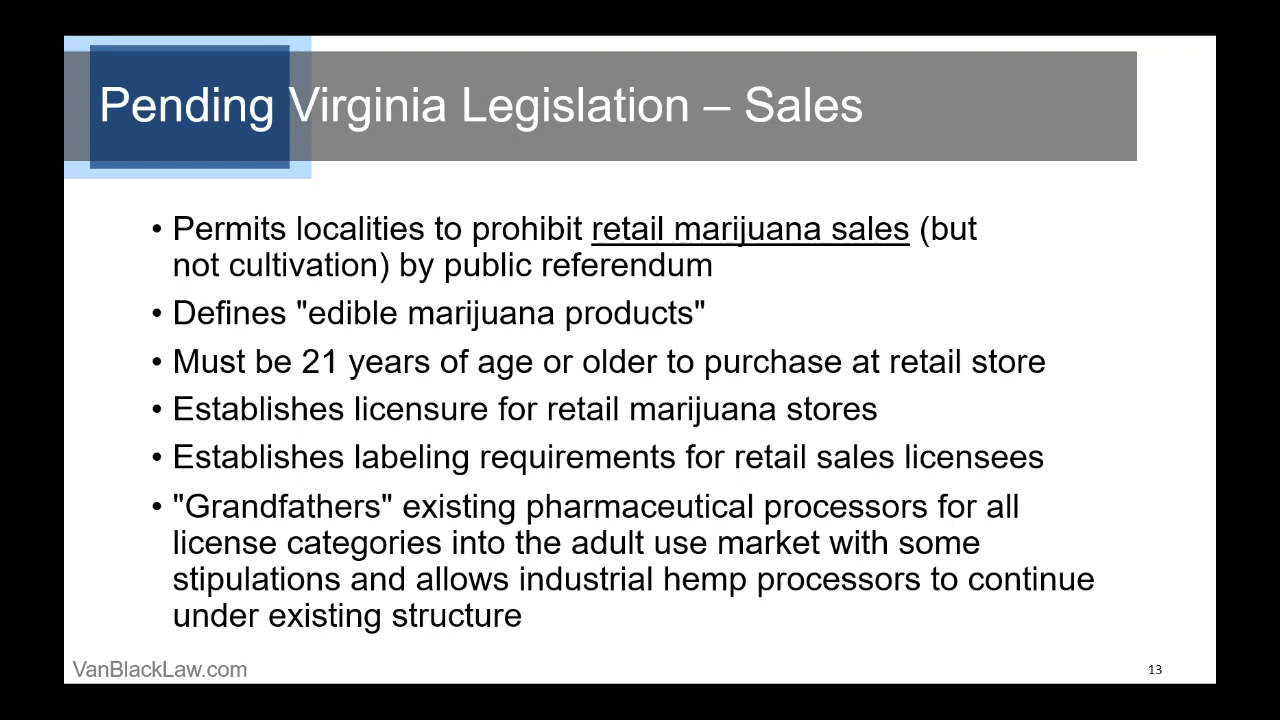 Pending Virginia Legislation – Sales
• Permits localities to prohibit retail marijuana sales (but
not cultivation) by public referendum
• Defines "edible marijuana products"
• Must be 21 years of age or older to purchase at retail store
• Establishes licensure for retail marijuana stores
• Establishes labeling requirements for retail sales licensees
• "Grandfathers" existing pharmaceutical processors for all
license categories into the adult use market with some
stipulations and allows industrial hemp processors to continue
under existing structure
VanBlackLaw.com
13